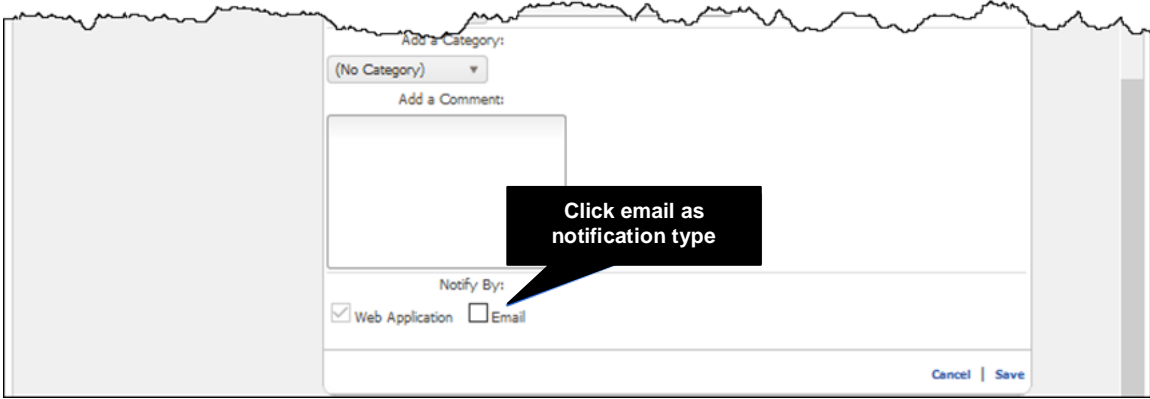 Add a Category:
(No Category)
Add a Comment:
Click email as
notification type
Notify By:
Web Application Email
Cancel | Save